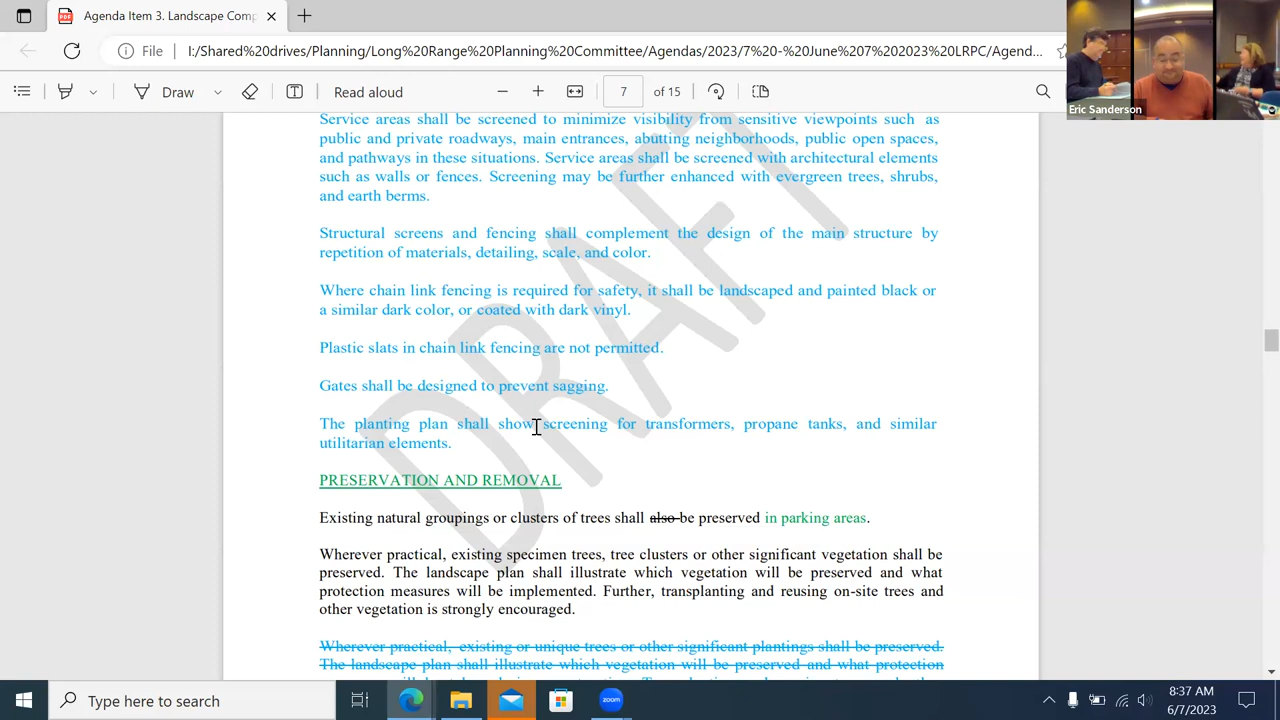 Agenda Item 3. Landscape Comp
File
I:/Shared%20drives/Planning/Long%20Range%20Planning%20Committee/Agendas/2023/7%20-%20June%207%202023%20LRPC/Agend...
Draw
Read aloud
7
of 15
Eric Sanderson
Service areas shall be screened to minimize visibility from sensitive viewpoints such as
public and private roadways, main entrances, abutting neighborhoods, public open spaces,
and pathways in these situations. Service areas shall be screened with architectural elements
such as walls or fences. Screening may be further enhanced with evergreen trees, shrubs,
and earth berms.
Structural screens and fencing shall complement the design of the main structure by
repetition of materials, detailing, scale, and color.
Where chain link fencing is required for safety, it shall be landscaped and painted black or
a similar dark color, or coated with dark vinyl.
Plastic slats in chain link fencing are not permitted.
Gates shall be designed to prevent sagging.
The planting plan shall show screening for transformers, propane tanks, and similar
utilitarian elements.
PRESERVATION AND REMOVAL
Existing natural groupings or clusters of trees shall also be preserved in parking areas.
Wherever practical, existing specimen trees, tree clusters or other significant vegetation shall be
preserved. The landscape plan shall illustrate which vegetation will be preserved and what
protection measures will be implemented. Further, transplanting and reusing on-site trees and
other vegetation is strongly encouraged.
Wherever practical, existing or unique trees or other significant plantings shall be preserved.
The landscape plan shall illustrate which vegetation will be preserved and what protection
DRAFT
Type here to search
zoom
8:37 AM
6/7/2023